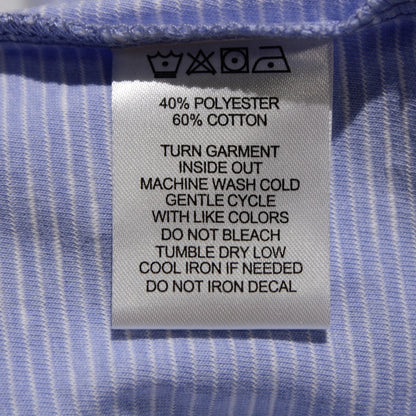 40% POLYESTER
60% COTTON
TURN GARMENT
INSIDE OUT
MACHINE WASH COLD
GENTLE CYCLE
WITH LIKE COLORS
DO NOT BLEACH
TUMBLE DRY LOW
COOL IRON IF NEEDED
DO NOT IRON DECAL